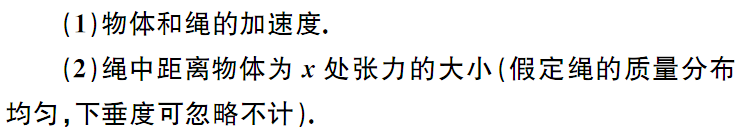 (1)物体和绳的加速度.
(2)绳中距离物体为 x 处张力的大小(假定绳的质量分布
均匀,下垂度可忽略不计).